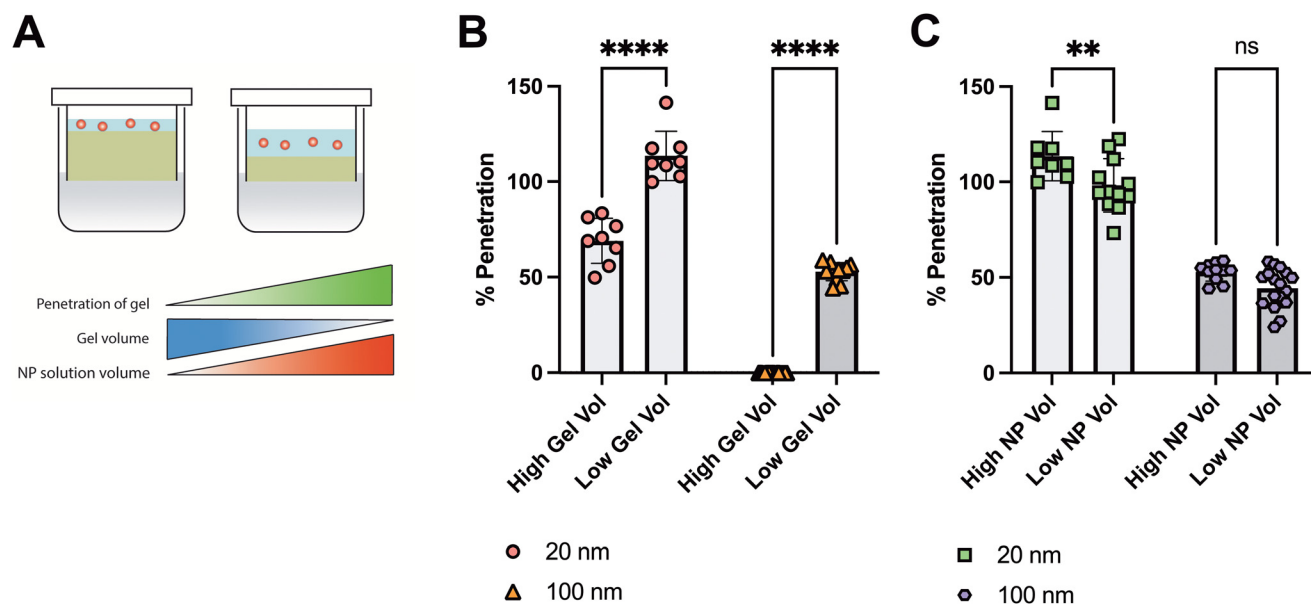 A
Penetration of gel
Gel volume
NP solution volume
B
****
****
% Penetration
150
100
50
0
High Gel Vol
Low Gel Vol
High Gel Vol
Low Gel Vol
20 nm
100 nm
C
**
ns
% Penetration
150
100
50
0
High NP Vol
Low NP Vol
High NP Vol
Low NP Vol
20 nm
100 nm